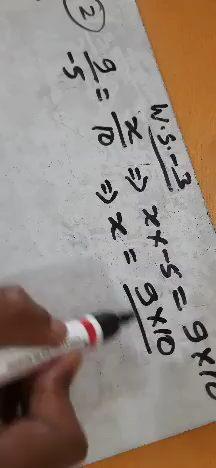 W.S.-3
②
9/-5 = x/10 ⇒ x×-5 = 9×10
⇒ x = 9×10